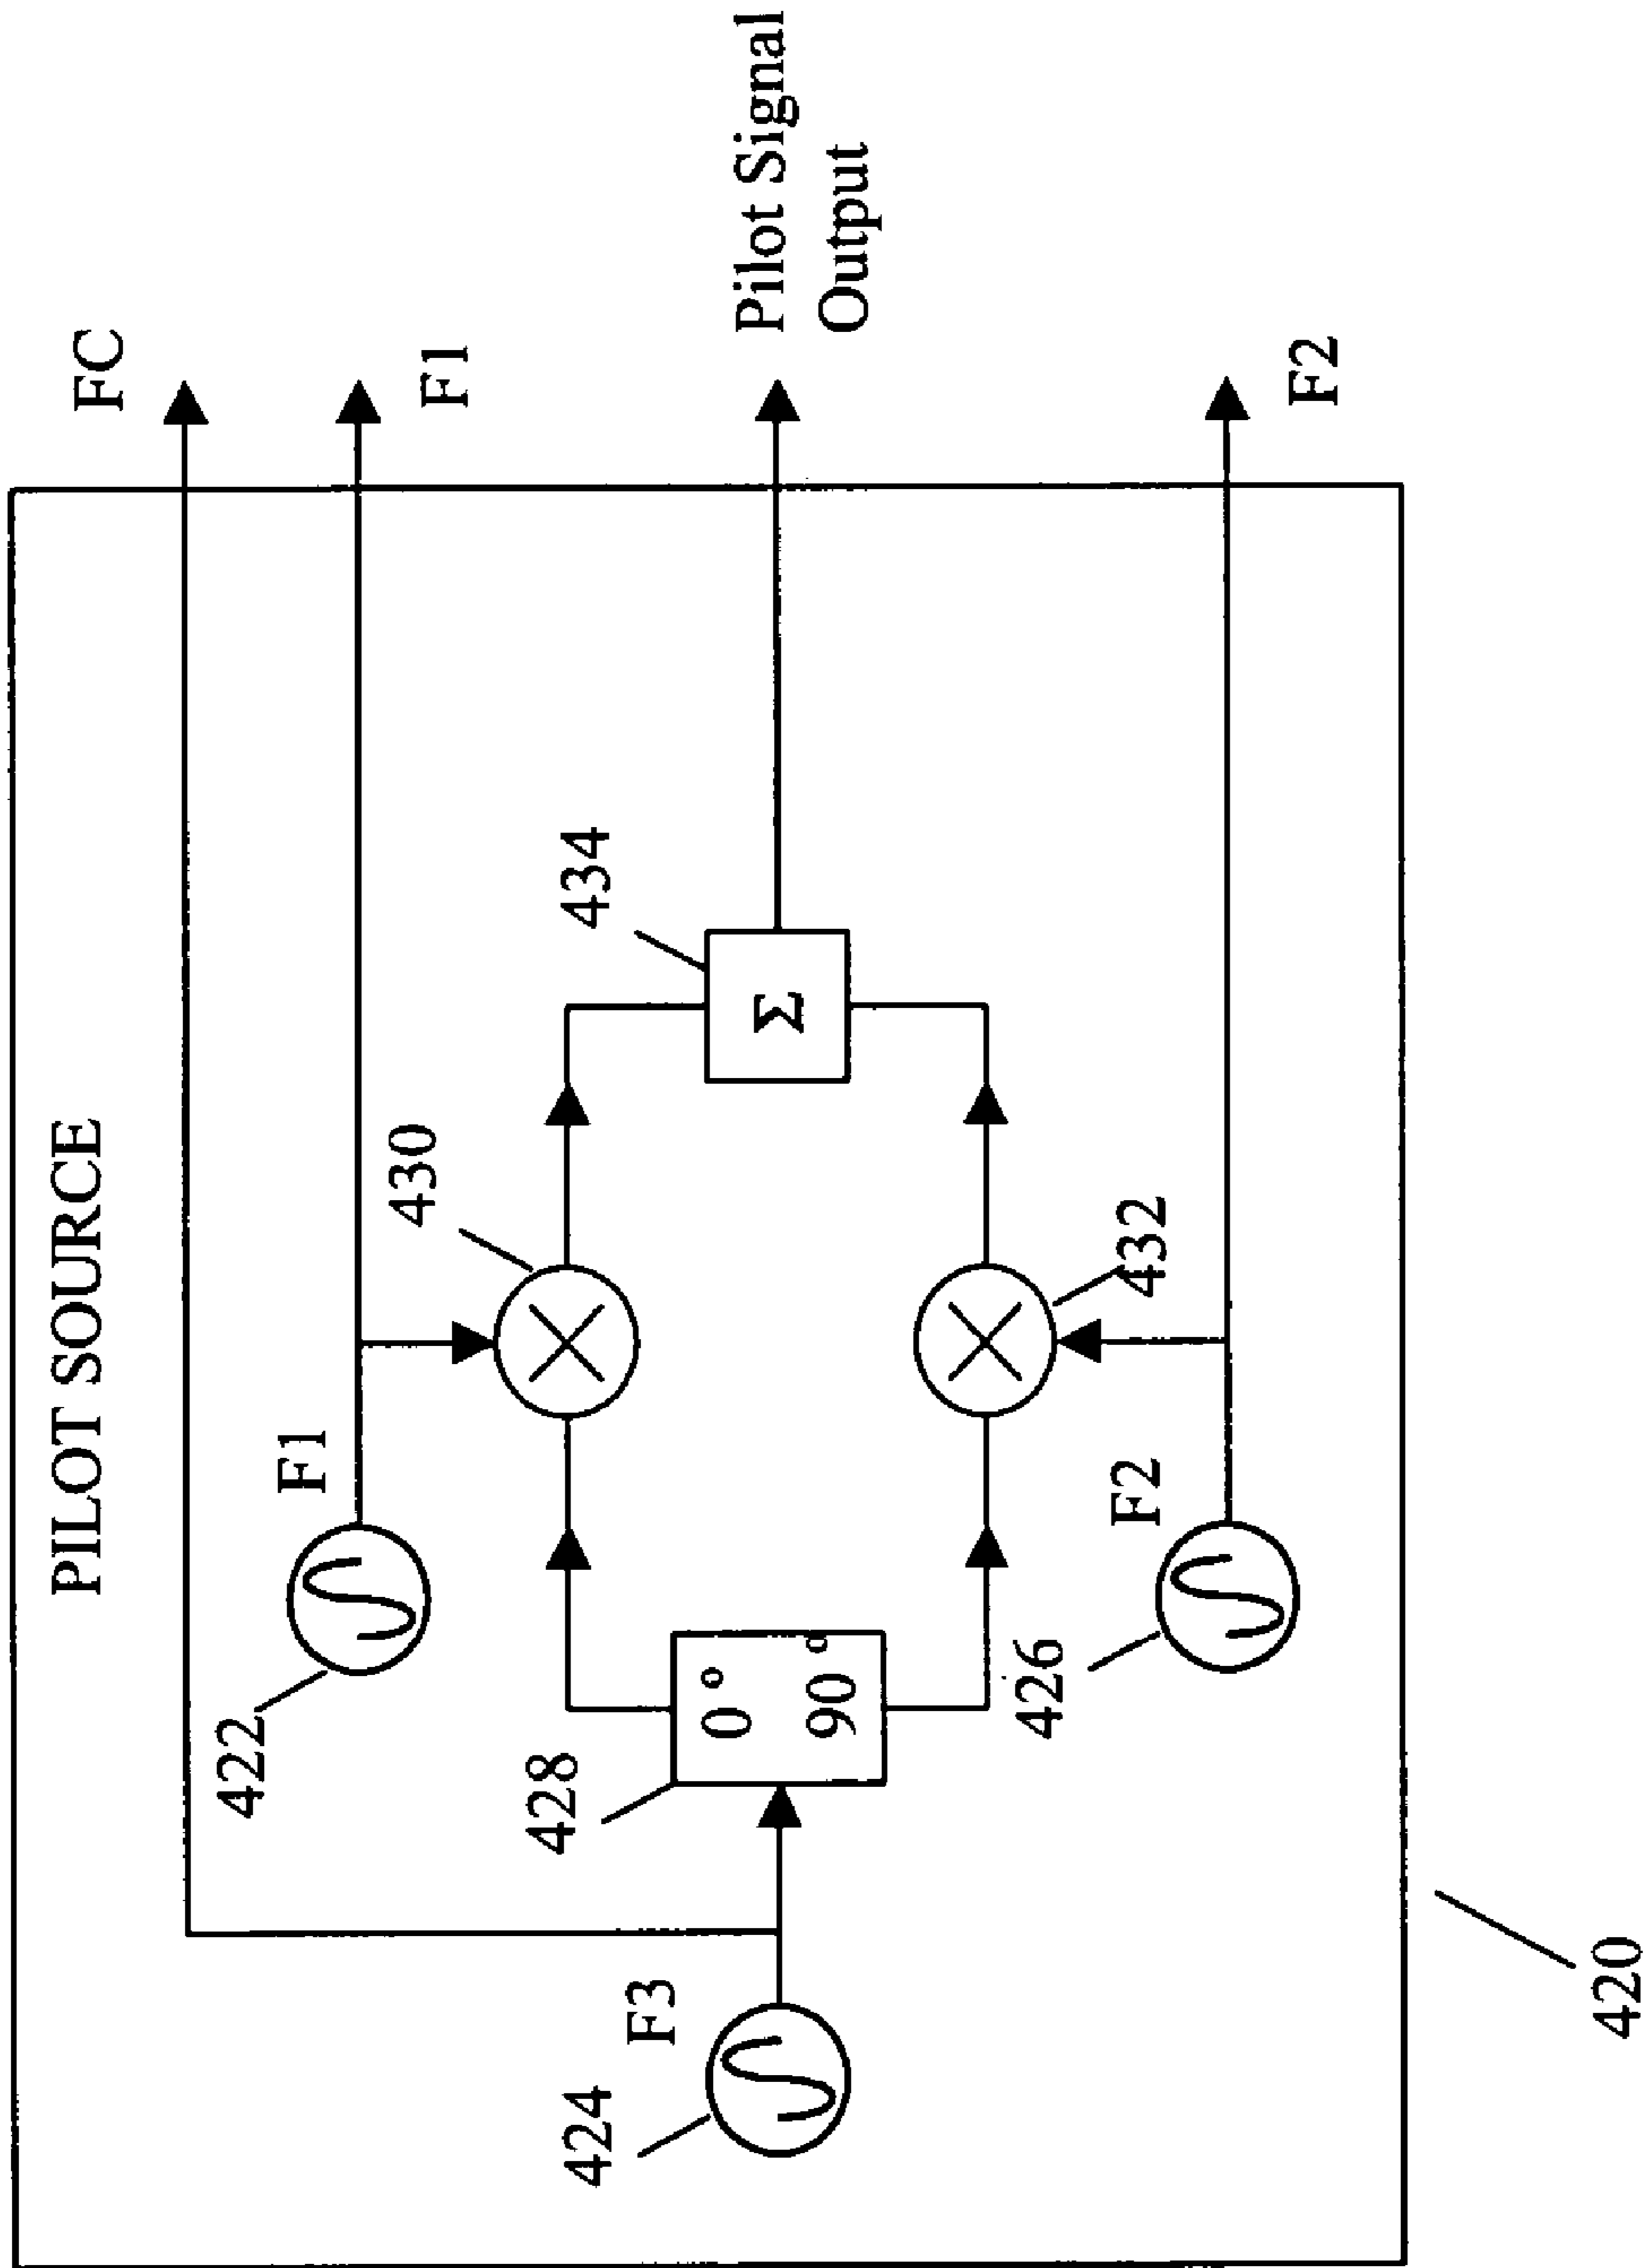 PILOT SOURCE
FC
422
F1
F1
430
434
424
F3
428
0°
90°
Σ
Pilot Signal
Output
432
426
F2
F2
420